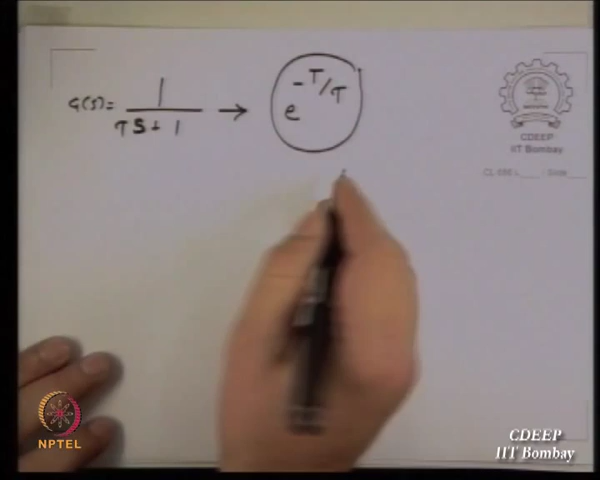 G(s) = 1 / (τs + 1) → e^(-T/τ)
CDEEP
IIT Bombay
NPTEL
CDEEP
IIT Bombay